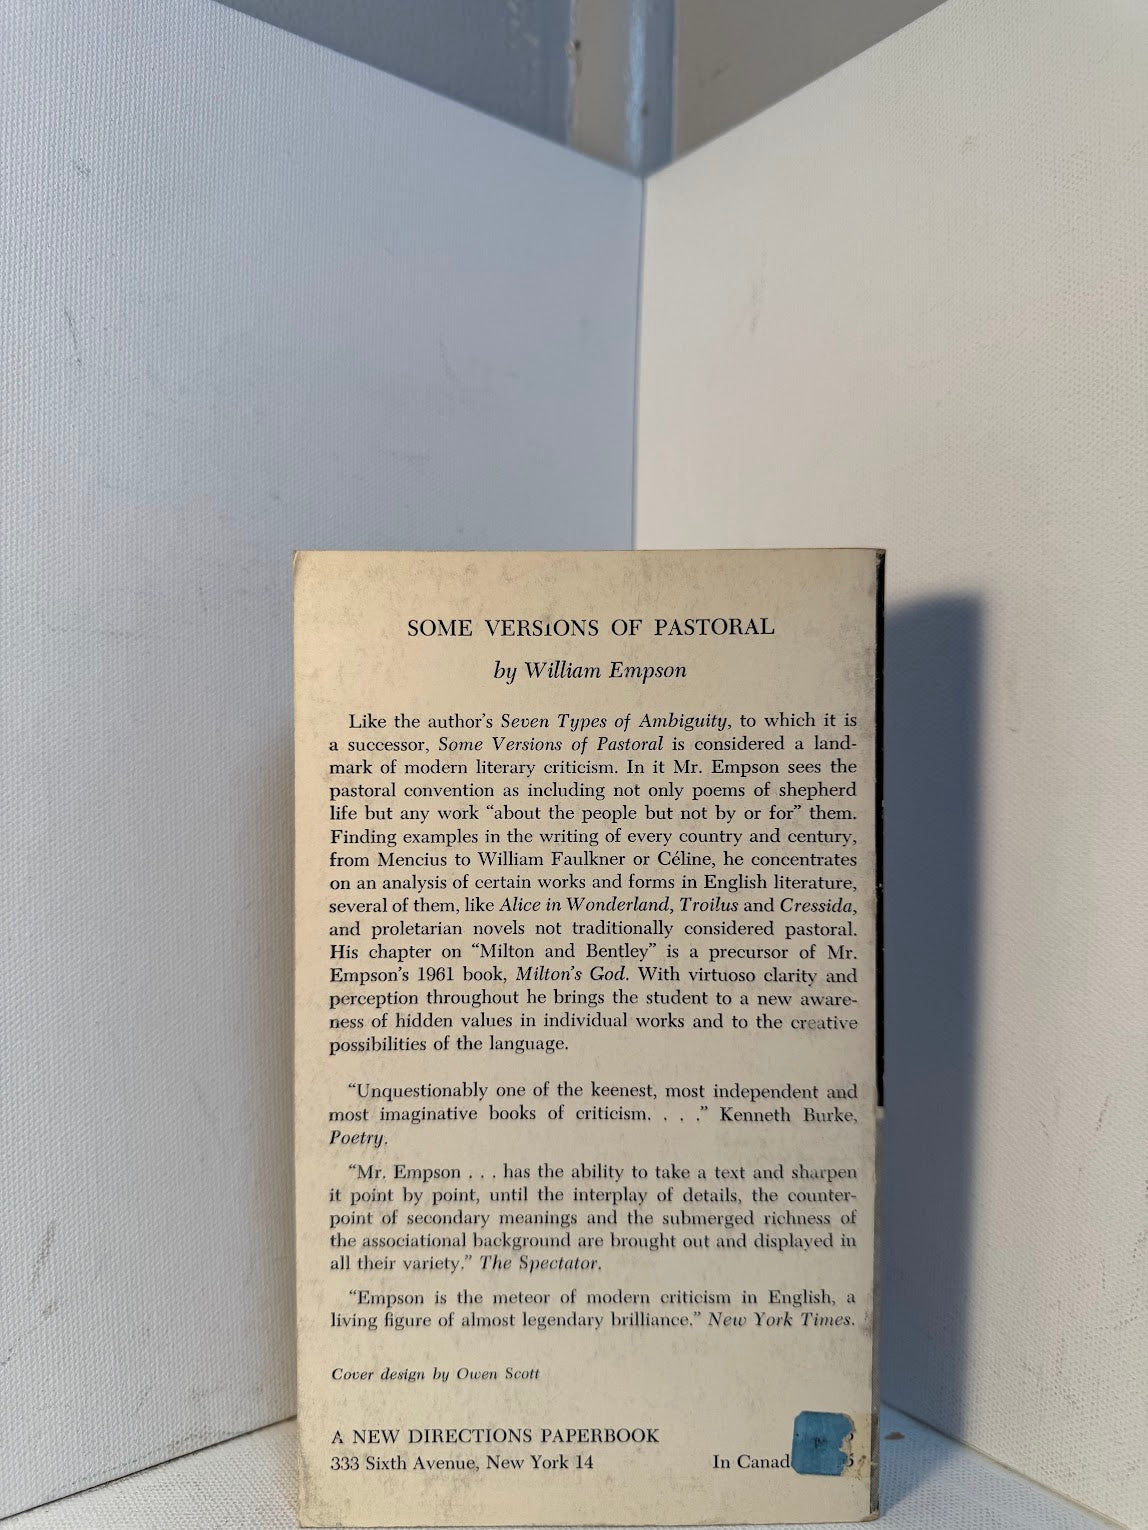 SOME VERSIONS OF PASTORAL
by William Empson
Like the author's Seven Types of Ambiguity, to which it is
a successor, Some Versions of Pastoral is considered a land-
mark of modern literary criticism. In it Mr. Empson sees the
pastoral convention as including not only poems of shepherd
life but any work “about the people but not by or for” them.
Finding examples in the writing of every country and century,
from Mencius to William Faulkner or Céline, he concentrates
on an analysis of certain works and forms in English literature,
several of them, like Alice in Wonderland, Troilus and Cressida,
and proletarian novels not traditionally considered pastoral.
His chapter on “Milton and Bentley” is a precursor of Mr.
Empson's 1961 book, Milton's God. With virtuoso clarity and
perception throughout he brings the student to a new aware-
ness of hidden values in individual works and to the creative
possibilities of the language.
“Unquestionably one of the keenest, most independent and
most imaginative books of criticism. . . .” Kenneth Burke,
Poetry.
“Mr. Empson . . . has the ability to take a text and sharpen
it point by point, until the interplay of details, the counter-
point of secondary meanings and the submerged richness of
the associational background are brought out and displayed in
all their variety.” The Spectator.
“Empson is the meteor of modern criticism in English, a
living figure of almost legendary brilliance.” New York Times.
Cover design by Owen Scott
A NEW DIRECTIONS PAPERBOOK
333 Sixth Avenue, New York 14
In